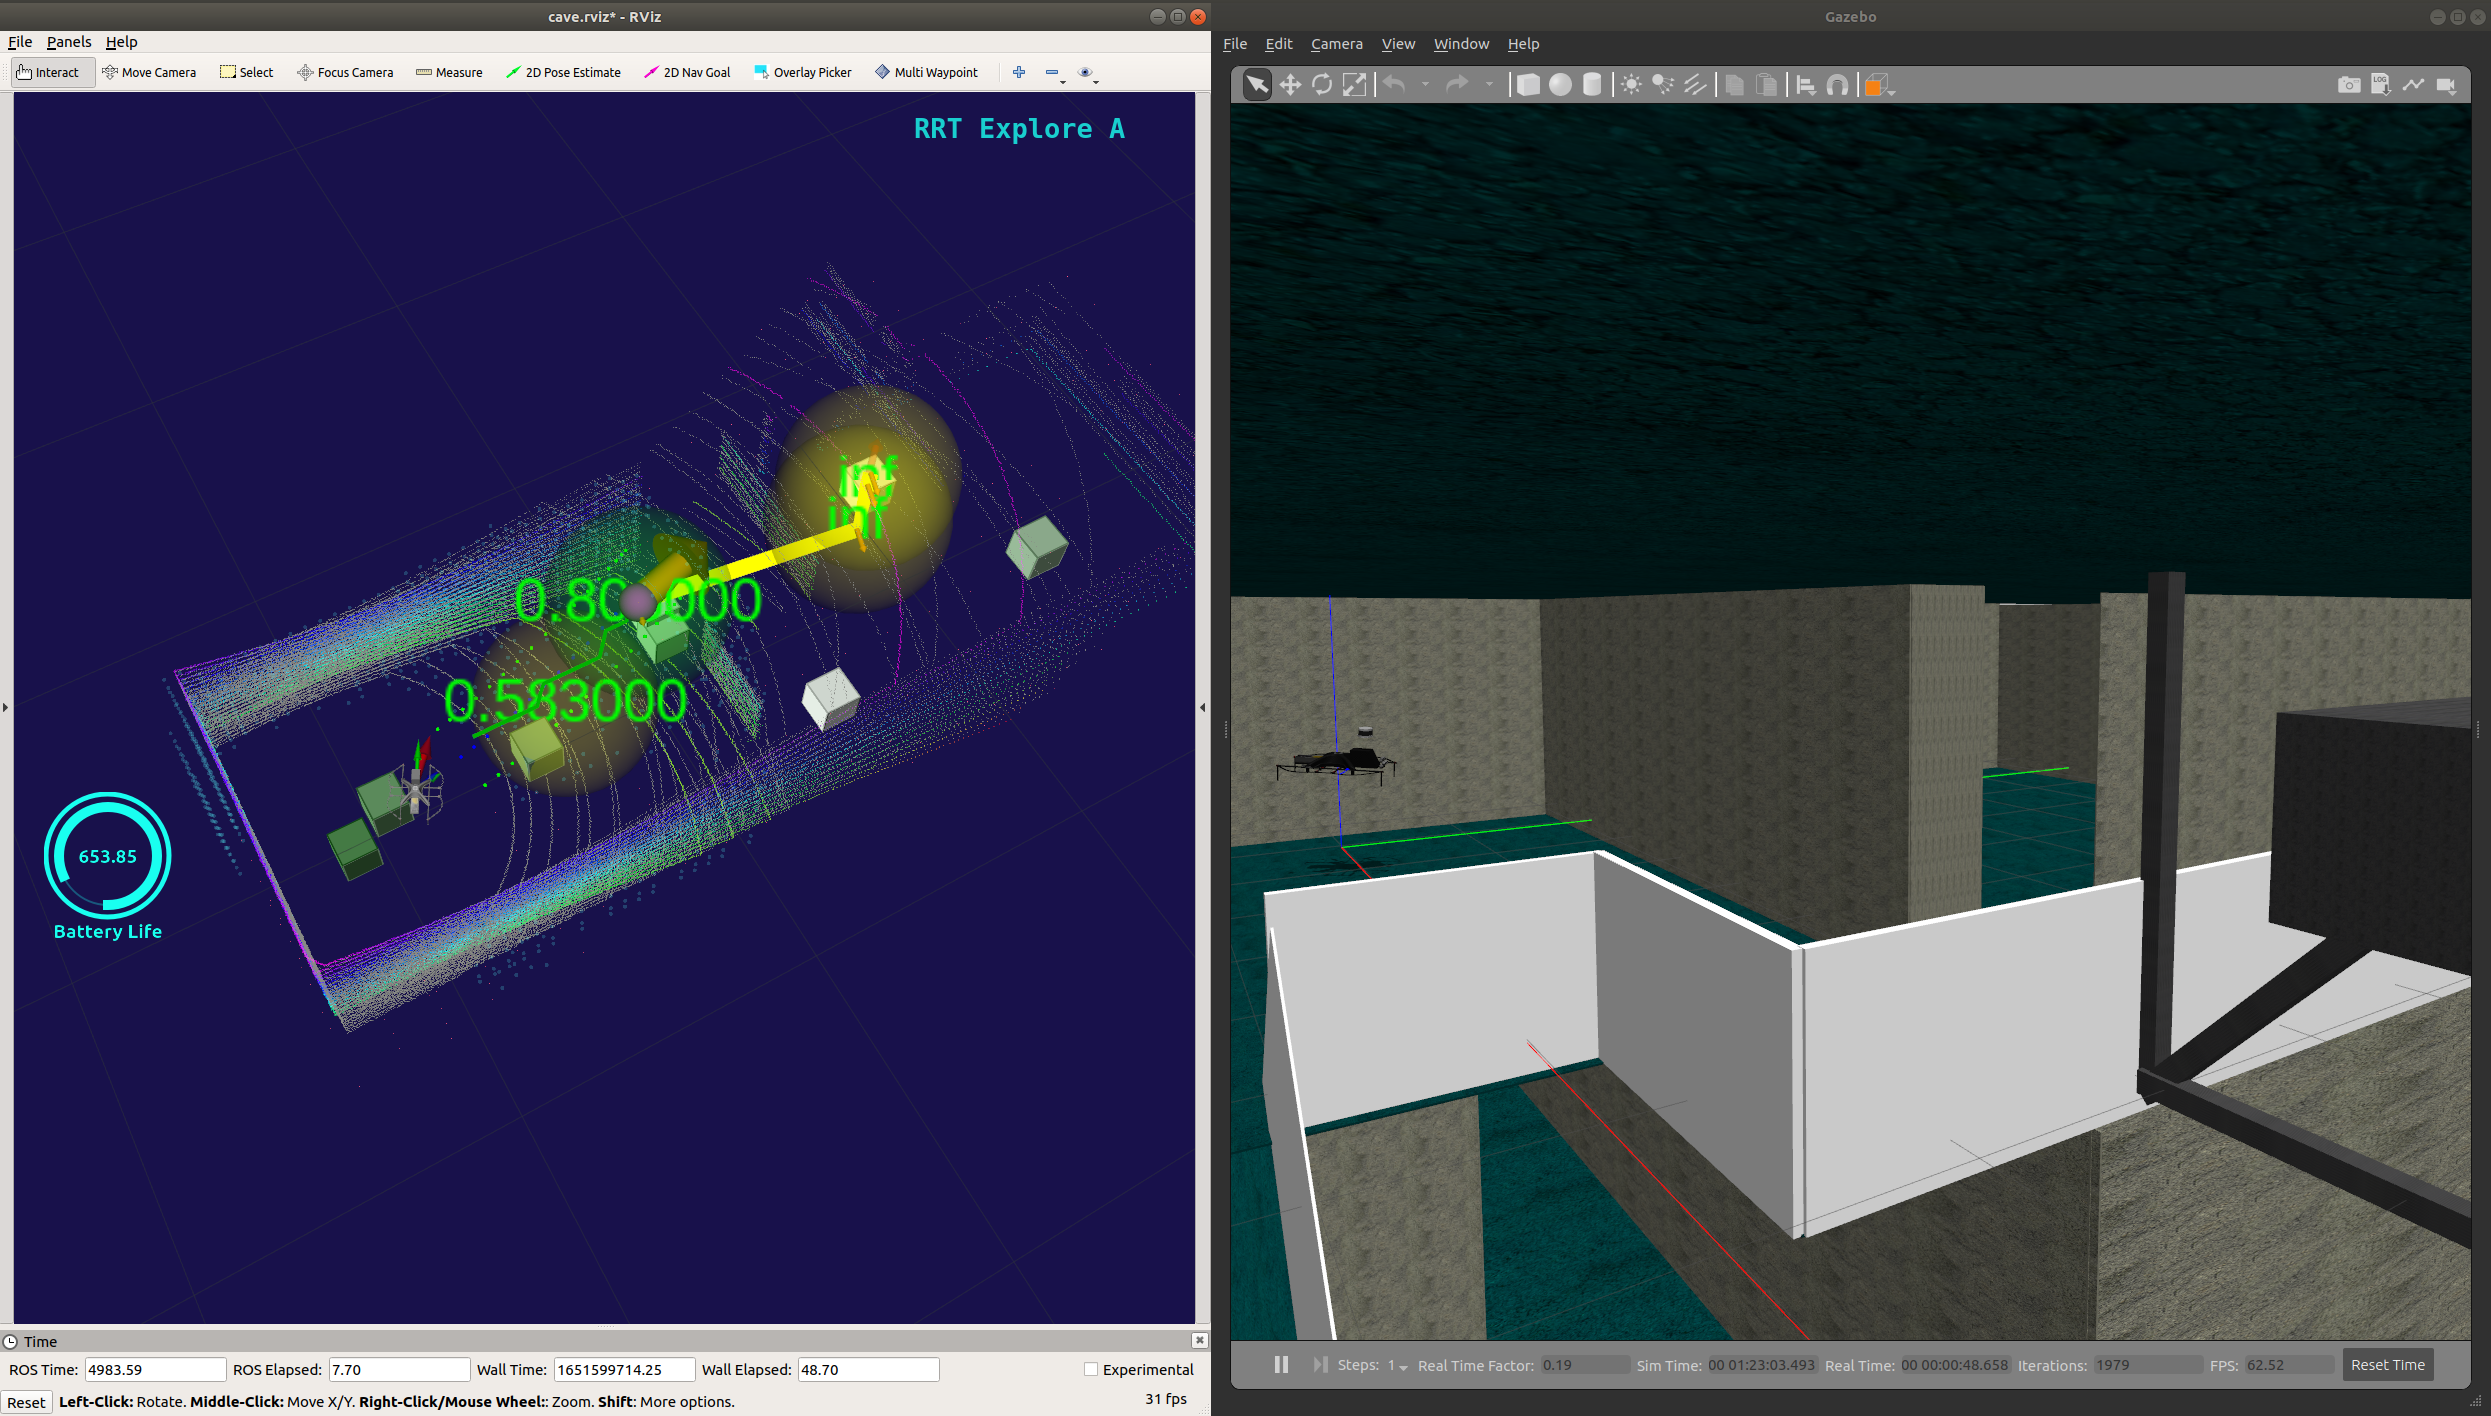 cave.rviz* - RViz
File Panels Help
Interact Move Camera Select Focus Camera Measure 2D Pose Estimate 2D Nav Goal Overlay Picker Multi Waypoint
RRT Explore A
inf
inf
0.583000
653.85
Battery Life
Time
ROS Time: 4983.59 ROS Elapsed: 7.70 Wall Time: 1651599714.25 Wall Elapsed: 48.70 Experimental
Reset Left-Click: Rotate. Middle-Click: Move X/Y. Right-Click/Mouse Wheel:: Zoom. Shift: More options. 31 fps
Gazebo
File Edit Camera View Window Help
LOG
Steps: 1 Real Time Factor: 0.19 Sim Time: 00 01:23:03.493 Real Time: 00 00:00:48.658 Iterations: 1979 FPS: 62.52 Reset Time